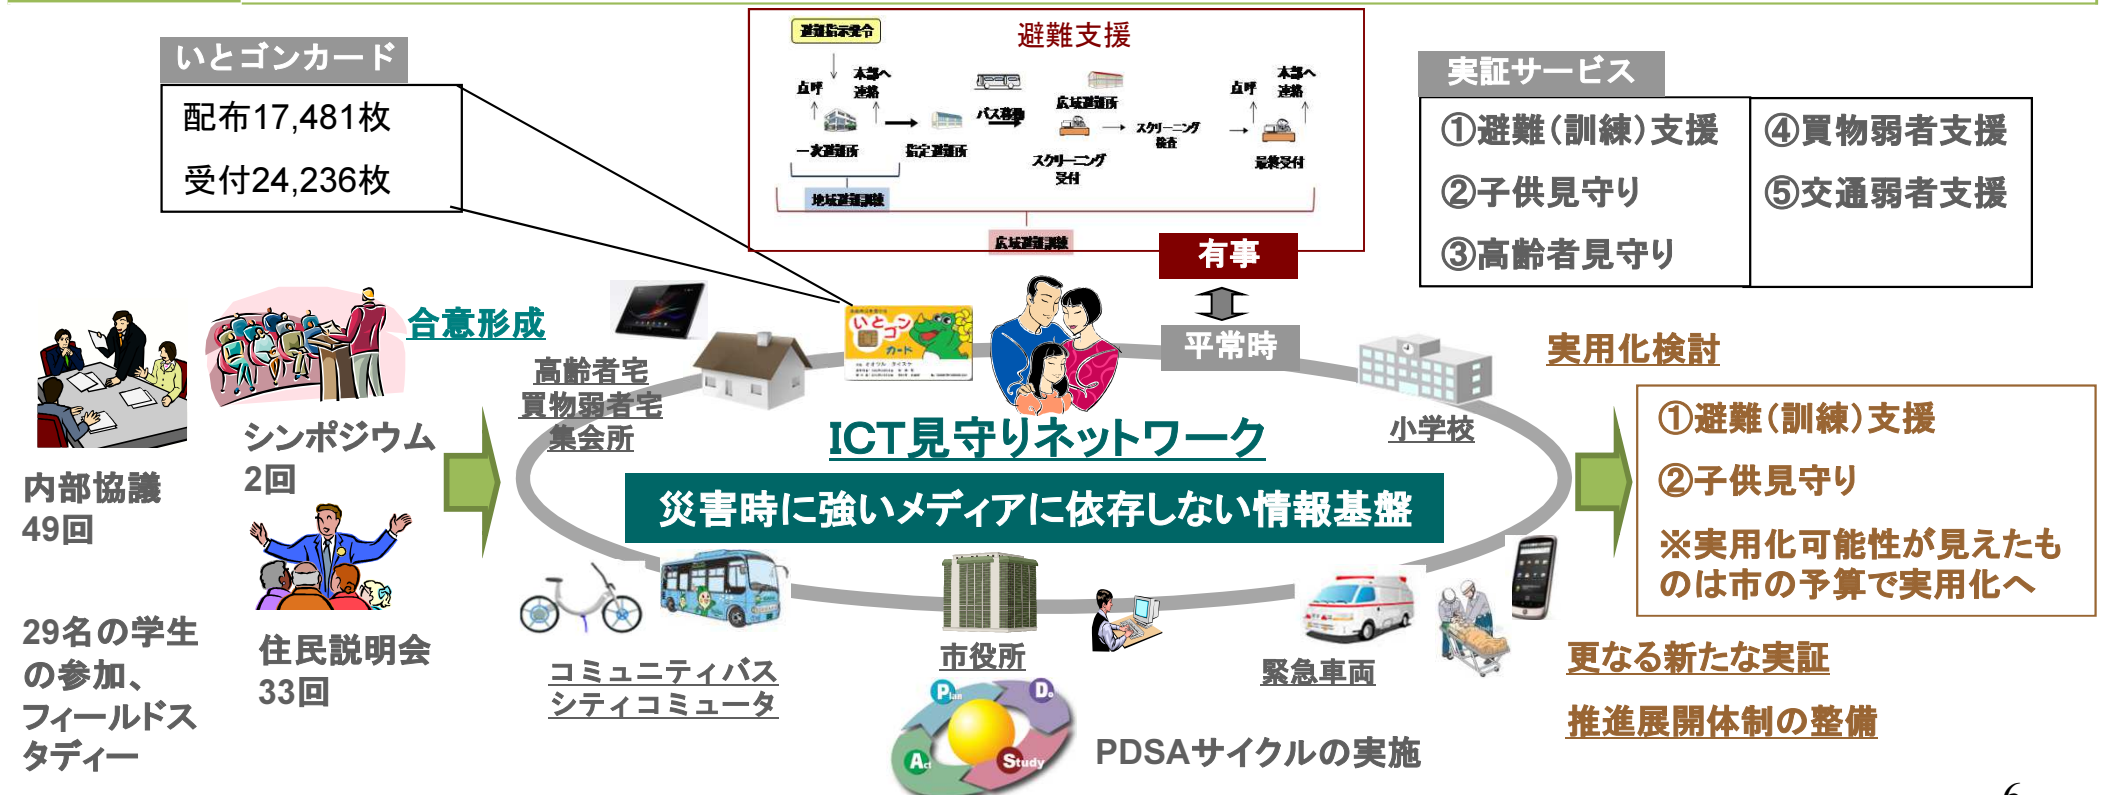 いとゴンカード
配布17,481枚
受付24,236枚
避難支援
避難指示発令
点呼
本部へ
連絡
一次避難所
指定避難所
バス移動
広域避難所
スクリーニング
受付
スクリーニング
検査
点呼
本部へ
連絡
最終受付
地域避難訓練
広域避難訓練
有事
平常時
実証サービス
①避難(訓練)支援
②子供見守り
③高齢者見守り
④買物弱者支援
⑤交通弱者支援
合意形成
内部協議
49回
シンポジウム
2回
住民説明会
33回
29名の学生
の参加、
フィールドス
タディー
高齢者宅
買物弱者宅
集会所
いとゴン
カード
小学校
ICT見守りネットワーク
災害時に強いメディアに依存しない情報基盤
コミュニティバス
シティコミュータ
市役所
緊急車両
Plan
Do
Study
Act
PDSAサイクルの実施
実用化検討
①避難(訓練)支援
②子供見守り
※実用化可能性が見えたも
のは市の予算で実用化へ
更なる新たな実証
推進展開体制の整備